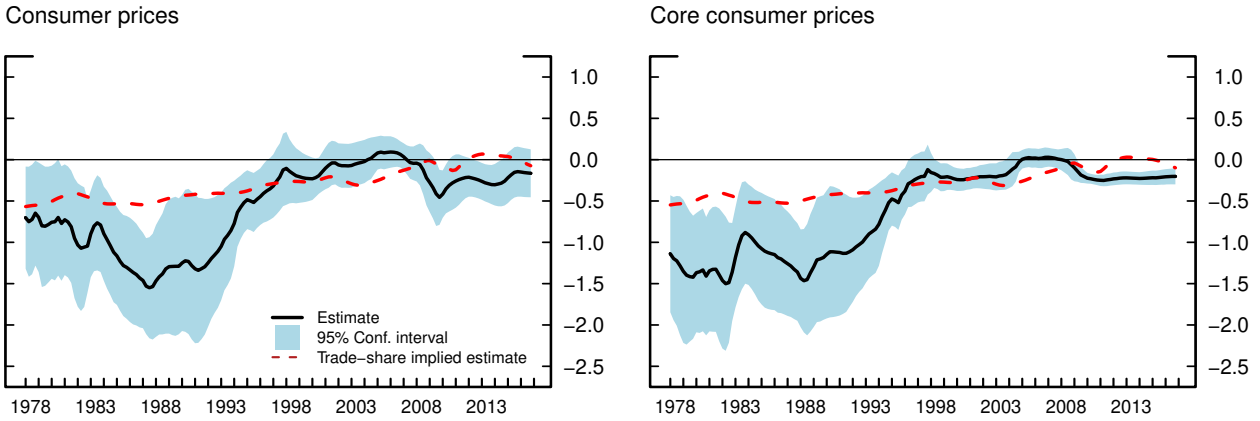 Consumer prices
1.0
0.5
0.0
−0.5
−1.0
−1.5
−2.0
−2.5
Estimate
95% Conf. interval
Trade−share implied estimate
1978 1983 1988 1993 1998 2003 2008 2013
Core consumer prices
1.0
0.5
0.0
−0.5
−1.0
−1.5
−2.0
−2.5
1978 1983 1988 1993 1998 2003 2008 2013